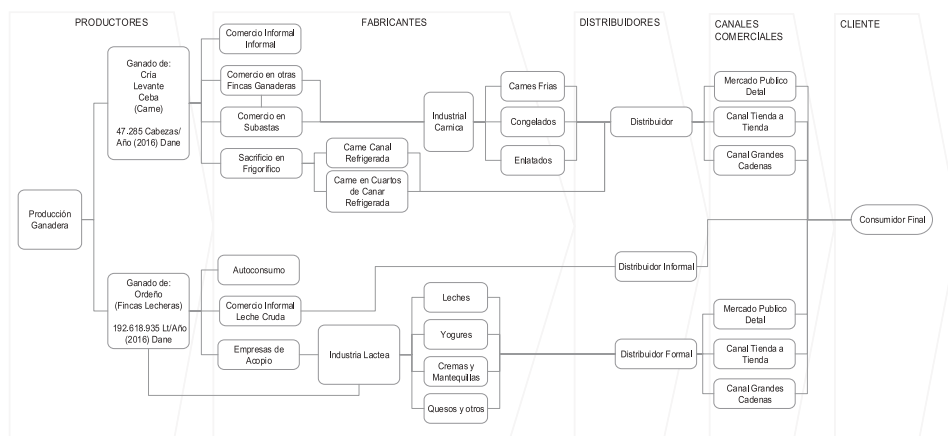 PRODUCTORES
FABRICANTES
DISTRIBUIDORES
CANALES
COMERCÍALES
CLIENTE
Producción
Ganadera
Ganado de:
Cria
Levante
Ceba
(Carne)
47.285 Cabezas/
Año (2016) Dane
Comercio Informal
Informal
Comercio en otras
Fincas Ganaderas
Comercio en
Subastas
Sacrificio en
Frigorífico
Carne Canal
Refrigerada
Carne en Cuartos
de Canar
Refrigerada
Industrial
Carnica
Carnes Frias
Congelados
Enlatados
Distribuidor
Mercado Publico
Detal
Canal Tienda a
Tienda
Canal Grandes
Cadenas
Consumidor Final
Ganado de:
Ordeño
(Fincas Lecheras)
192.618.935 Lt/Año
(2016) Dane
Autoconsumo
Comercio Informal
Leche Cruda
Empresas de
Acopio
Industria Lactea
Leches
Yogures
Cremas y
Mantequillas
Quesos y otros
Distribuidor Informal
Distribuidor Formal
Mercado Publico
Detal
Canal Tienda a
Tienda
Canal Grandes
Cadenas